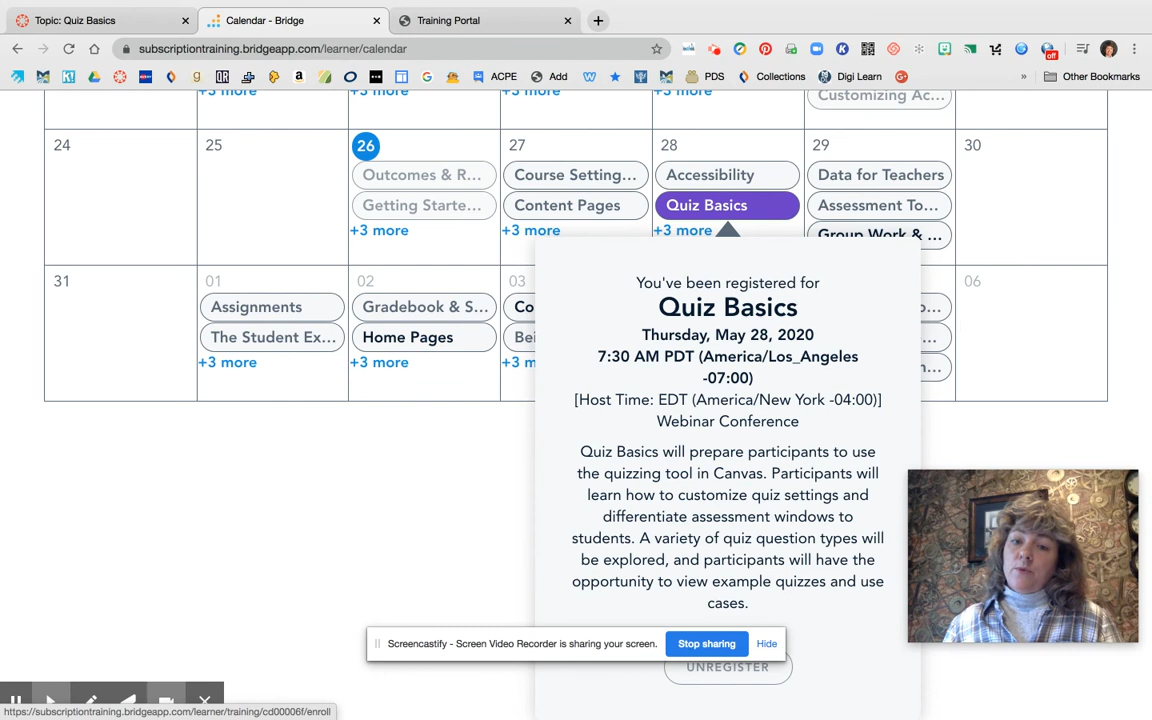 Topic: Quiz Basics
Calendar - Bridge
Training Portal
subscriptiontraining.bridgeapp.com/learner/calendar
ACPE
Add
PDS
Collections
Digi Learn
Other Bookmarks
+3 more
+3 more
+3 more
+3 more
Customizing Ac...
24
25
26
27
28
29
30
Outcomes & R...
Course Setting...
Accessibility
Data for Teachers
Getting Starte...
Content Pages
Quiz Basics
Assessment To...
+3 more
+3 more
+3 more
Group Work & ...
31
01
02
03
06
Assignments
Gradebook & S...
Co
The Student Ex...
Home Pages
Bei
+3 more
+3 more
+3 m
You've been registered for
Quiz Basics
Thursday, May 28, 2020
7:30 AM PDT (America/Los_Angeles
-07:00)
[Host Time: EDT (America/New York -04:00)]
Webinar Conference
Quiz Basics will prepare participants to use
the quizzing tool in Canvas. Participants will
learn how to customize quiz settings and
differentiate assessment windows to
students. A variety of quiz question types will
be explored, and participants will have the
opportunity to view example quizzes and use
cases.
Screencastify - Screen Video Recorder is sharing your screen.
Stop sharing
Hide
UNREGISTER
https://subscriptiontraining.bridgeapp.com/learner/training/cd00006f/enroll